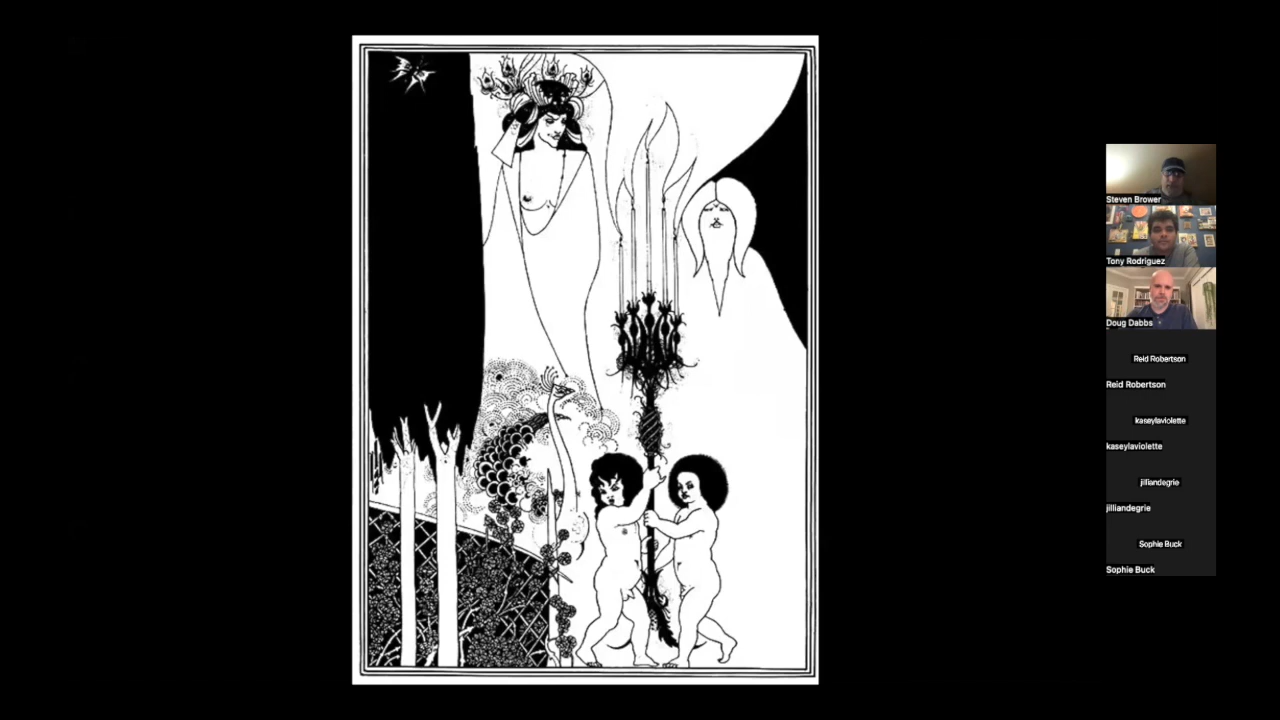 Steven Brower
Tony Rodriguez
Doug Dabbs
Reid Robertson
Reid Robertson
kaseylaviolette
kaseylaviolette
jilliandegrie
jilliandegrie
Sophie Buck
Sophie Buck